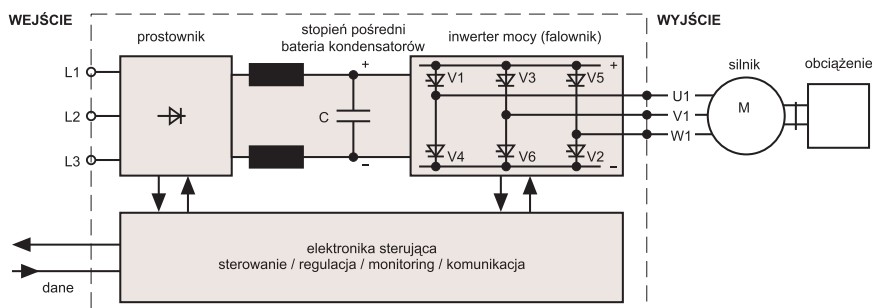 WEJŚCIE
WYJŚCIE
prostownik
stopień pośredni
bateria kondensatorów
inwerter mocy (falownik)
silnik
obciążenie
L1
L2
L3
+
C
–
+
V1
V3
V5
V4
V6
V2
–
U1
V1
W1
M
elektronika sterująca
sterowanie / regulacja / monitoring / komunikacja
dane